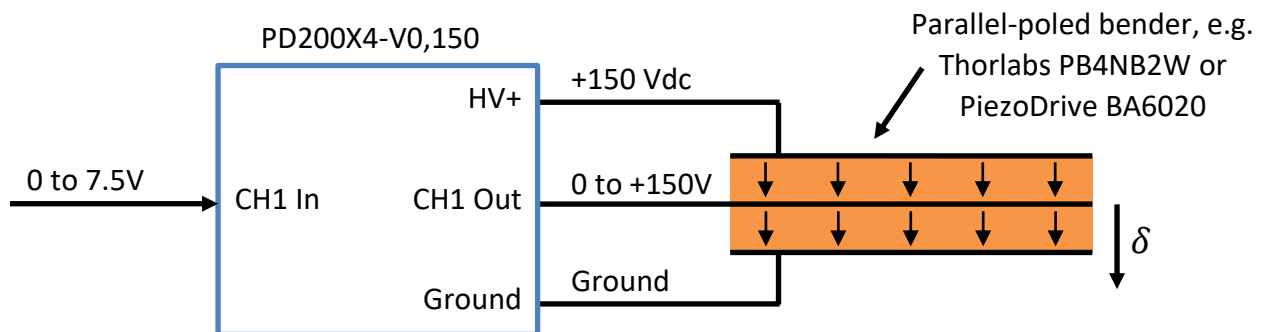 PD200X4-V0,150
Parallel-poled bender, e.g.
Thorlabs PB4NB2W or
PiezoDrive BA6020
HV+
+150 Vdc
0 to 7.5V
CH1 In
CH1 Out
0 to +150V
δ
Ground
Ground